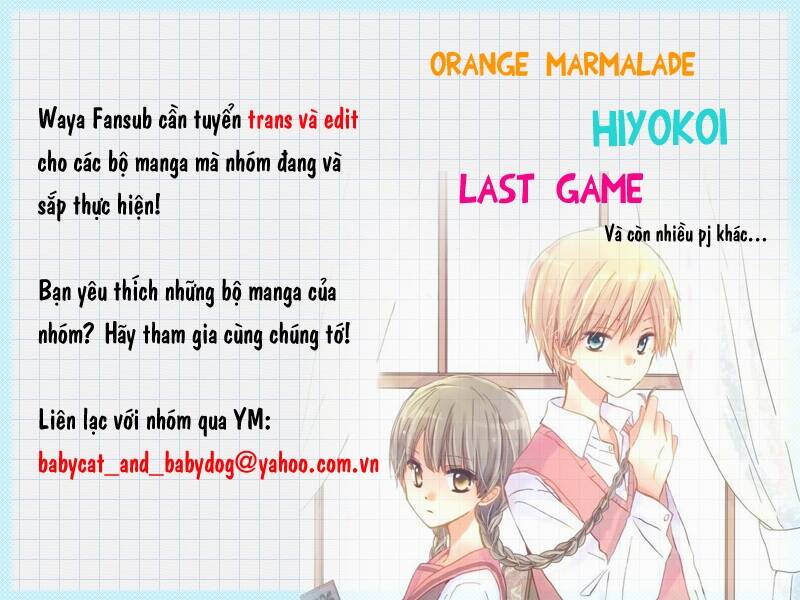 Waya Fansub cần tuyển trans và edit
cho các bộ manga mà nhóm đang và
sắp thực hiện!
Bạn yêu thích những bộ manga của
nhóm? Hãy tham gia cùng chúng tớ!
Liên lạc với nhóm qua YM:
babycat_and_babydog@yahoo.com.vn
ORANGE MARMALADE
HIYOKOI
LAST GAME
Và còn nhiều pj khác...